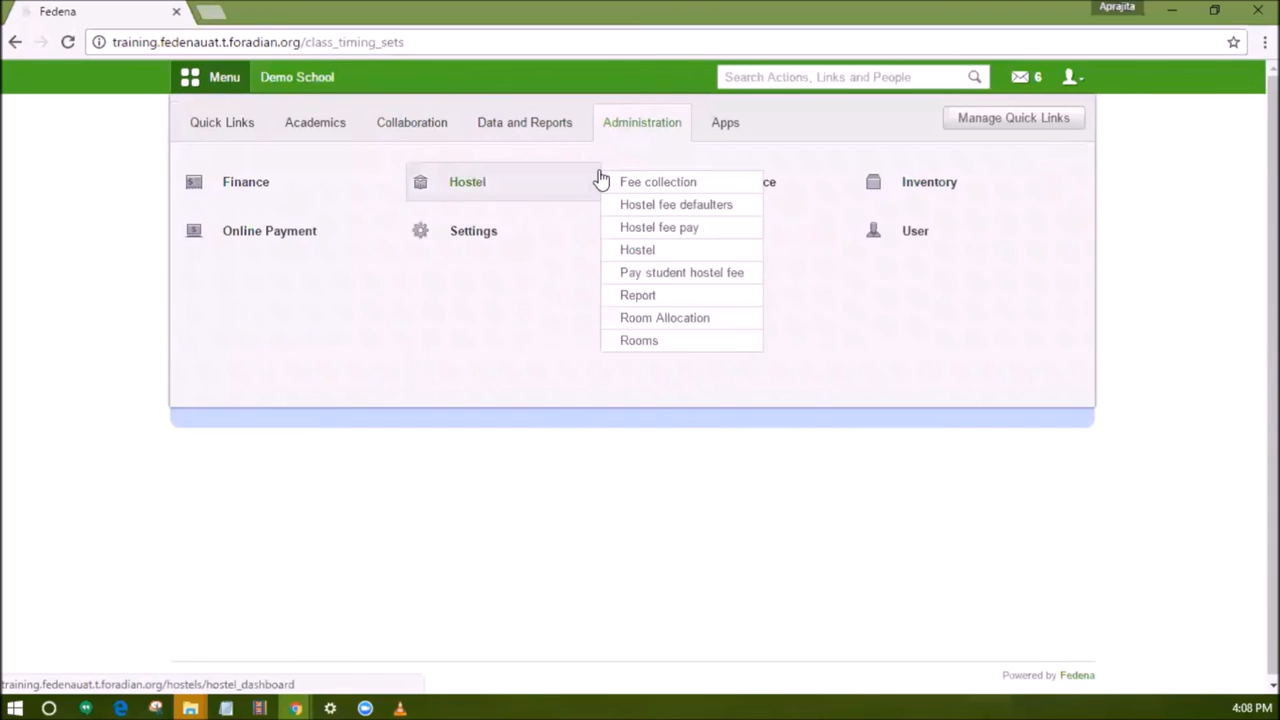 Fedena
Aprajita
training.fedenauat.t.foradian.org/class_timing_sets
Menu
Demo School
Search Actions, Links and People
6
Quick Links
Academics
Collaboration
Data and Reports
Administration
Apps
Manage Quick Links
Finance
Hostel
Fee collection
ce
Inventory
Hostel fee defaulters
Online Payment
Settings
Hostel fee pay
User
Hostel
Pay student hostel fee
Report
Room Allocation
Rooms
Powered by Fedena
training.fedenauat.t.foradian.org/hostels/hostel_dashboard
4:08 PM